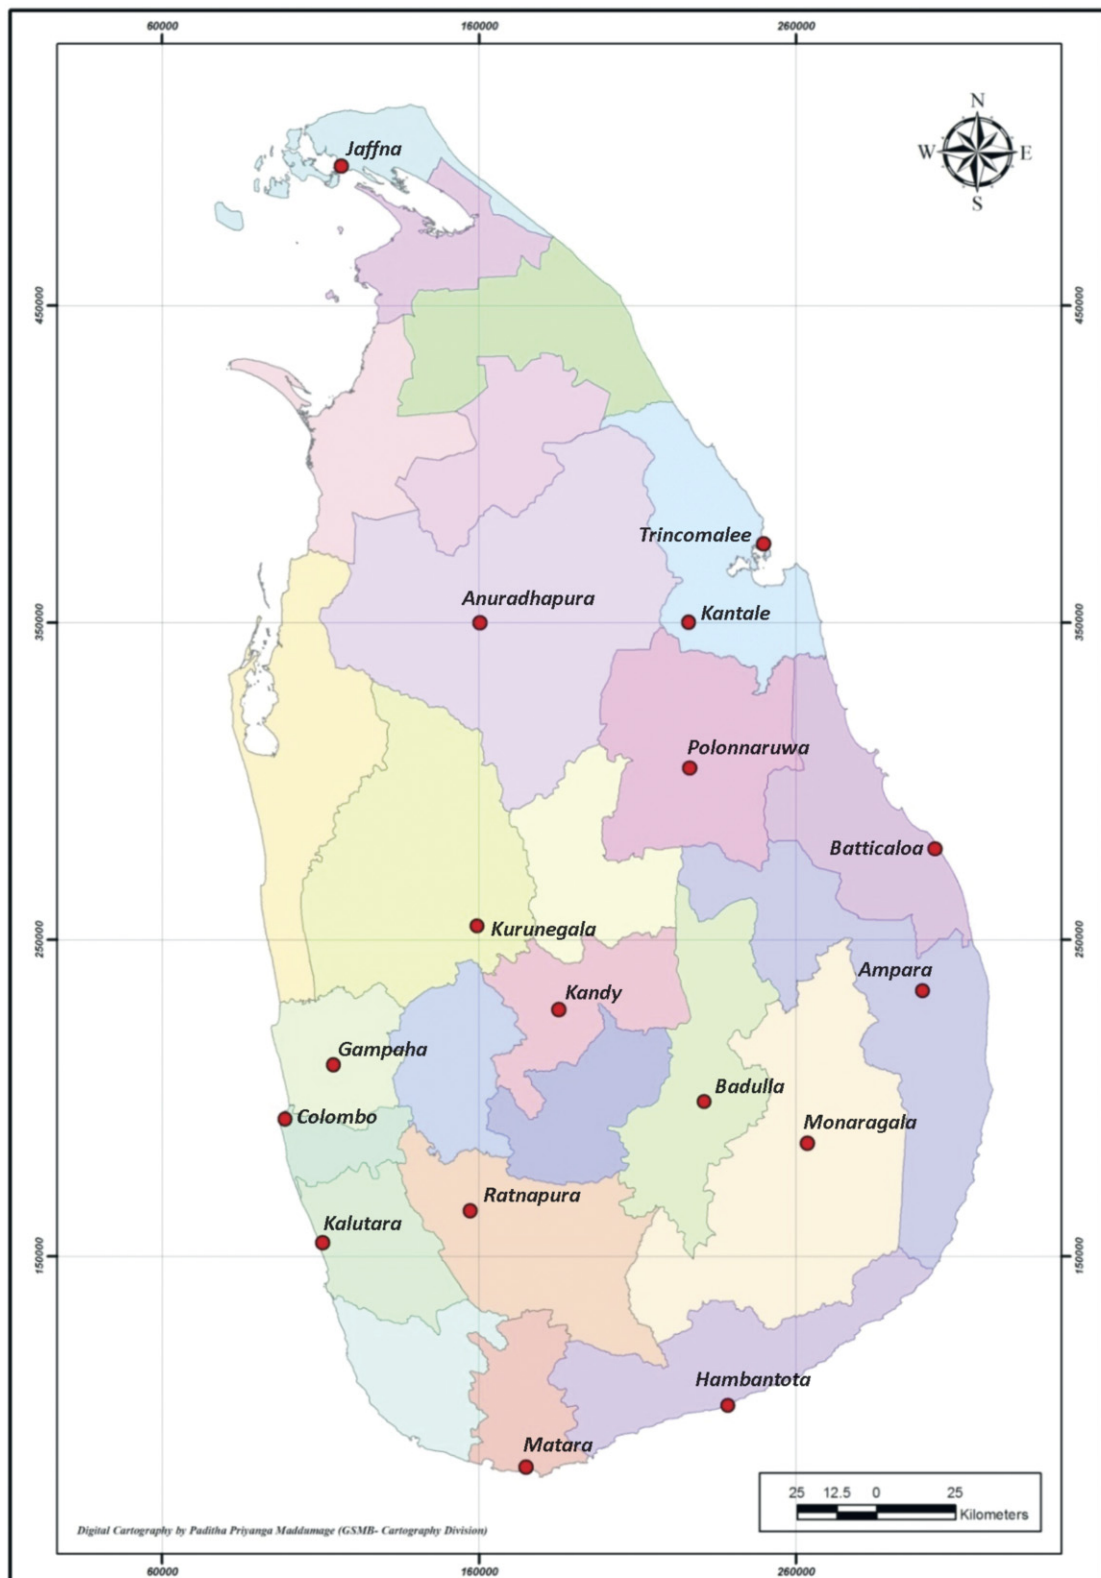 60000 160000 260000
N
W E
S
Jaffna
450000 450000
Trincomalee
Anuradhapura
Kantale
350000 350000
Polonnaruwa
Batticaloa
Kurunegala
250000 250000
Ampara
Kandy
Gampaha
Badulla
Colombo
Monaragala
Ratnapura
Kalutara
150000 150000
Hambantota
Matara
25 12.5 0 25
Kilometers
Digital Cartography by Paditha Priyanga Maddumage (GSMB- Cartography Division)
60000 160000 260000